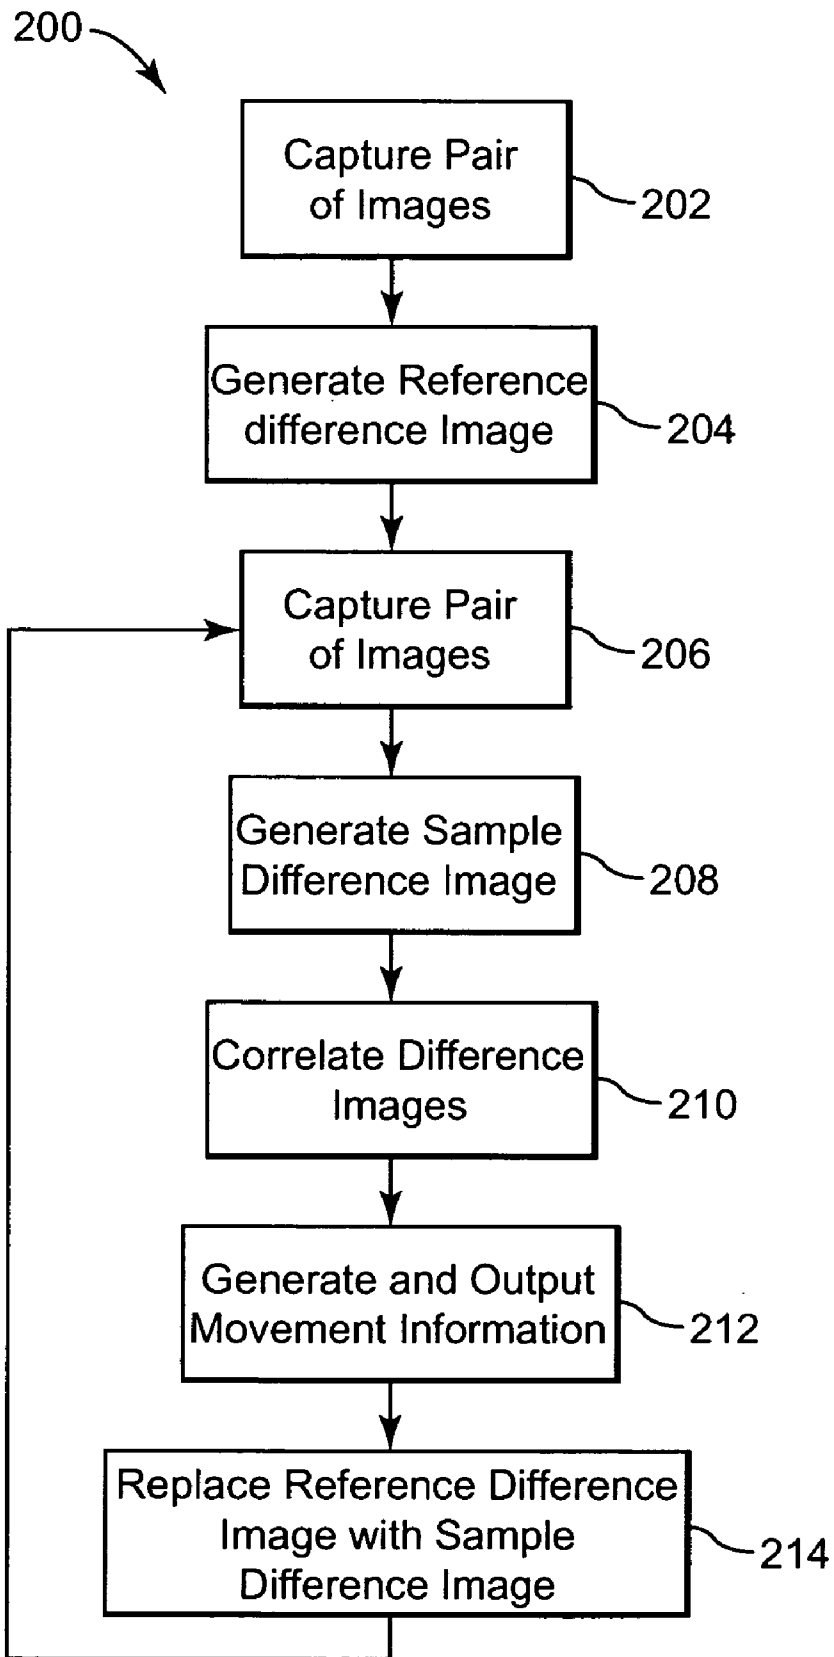 200
Capture Pair
of Images
202
Generate Reference
difference Image
204
Capture Pair
of Images
206
Generate Sample
Difference Image
208
Correlate Difference
Images
210
Generate and Output
Movement Information
212
Replace Reference Difference
Image with Sample
Difference Image
214